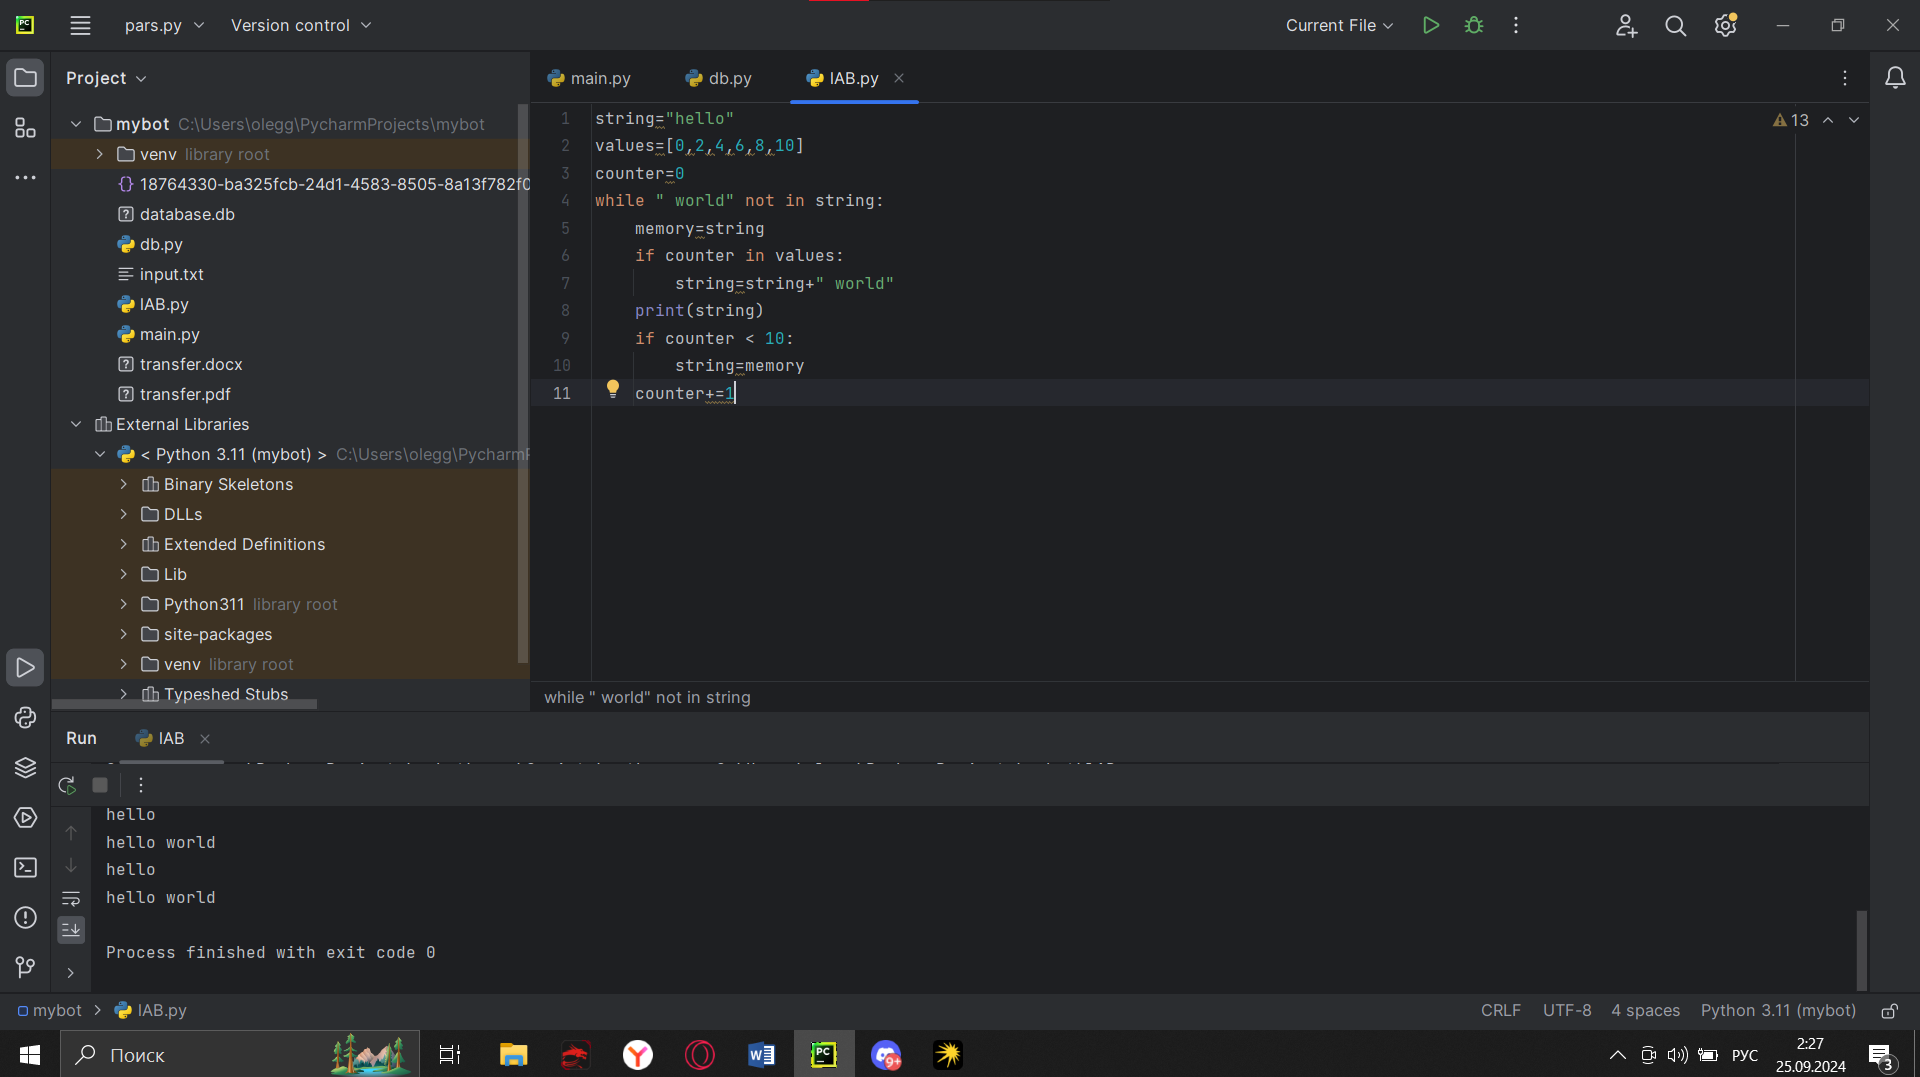 pars.py
Version control
Current File
Project
main.py
db.py
IAB.py
mybot C:\Users\olegg\PycharmProjects\mybot
venv library root
18764330-ba325fcb-24d1-4583-8505-8a13f782f0
database.db
db.py
input.txt
IAB.py
main.py
transfer.docx
transfer.pdf
External Libraries
< Python 3.11 (mybot) > C:\Users\olegg\Pycharm
Binary Skeletons
DLLs
Extended Definitions
Lib
Python311 library root
site-packages
venv library root
Typeshed Stubs
13
1 string="hello"
2 values=[0,2,4,6,8,10]
3 counter=0
4 while " world" not in string:
5 memory=string
6 if counter in values:
7 string=string+" world"
8 print(string)
9 if counter < 10:
10 string=memory
11 counter+=1
while " world" not in string
Run
IAB
hello
hello world
hello
hello world
Process finished with exit code 0
mybot > IAB.py
CRLF
UTF-8
4 spaces
Python 3.11 (mybot)
Поиск
9+
РУС
2:27
25.09.2024
3